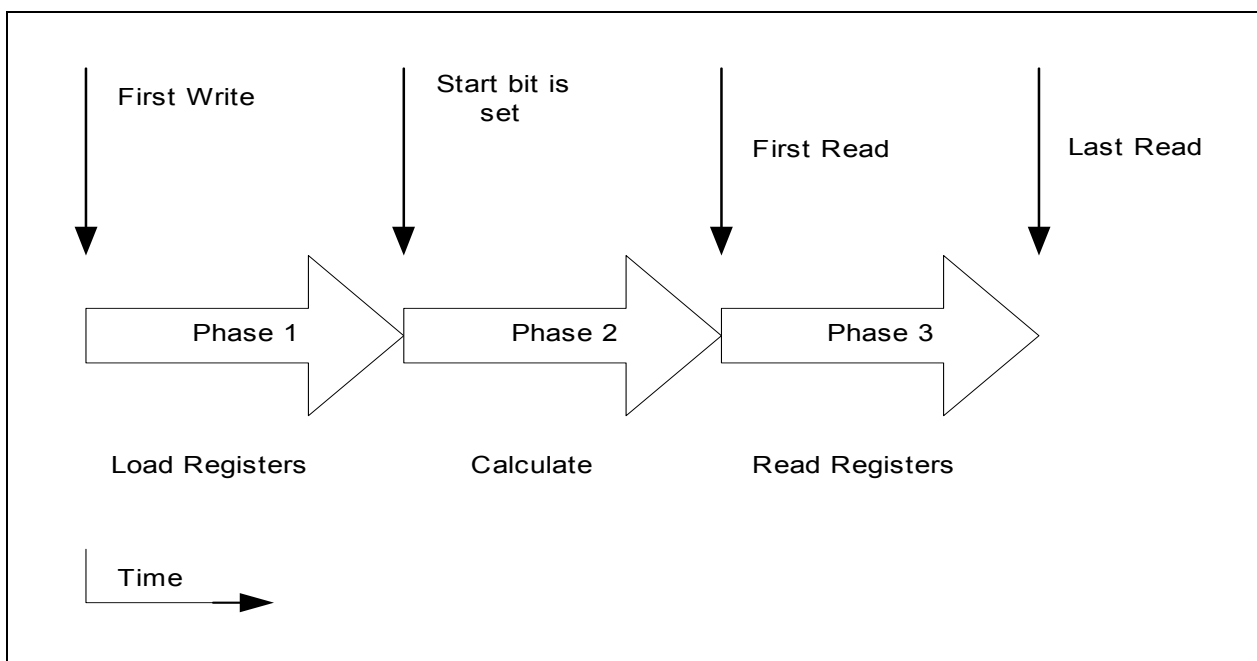 First Write
Start bit is
set
First Read
Last Read
Phase 1
Phase 2
Phase 3
Load Registers
Calculate
Read Registers
Time